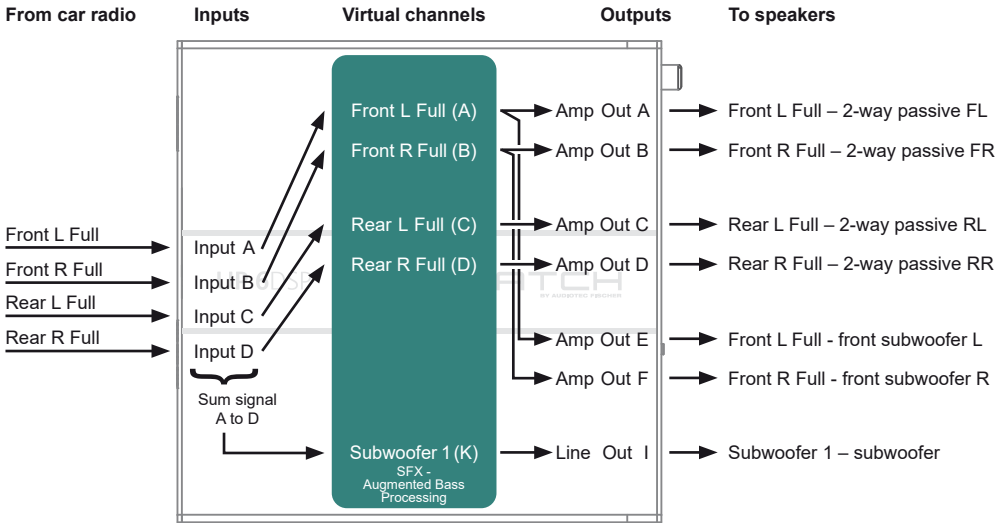 From car radio Inputs Virtual channels Outputs To speakers
Front L Full (A) Amp Out A Front L Full – 2-way passive FL
Front R Full (B) Amp Out B Front R Full – 2-way passive FR
Rear L Full (C) Amp Out C Rear L Full – 2-way passive RL
Front L Full Input A
Rear R Full (D) Amp Out D Rear R Full – 2-way passive RR
Front R Full Input B
BY AUDIOTEC FISCHER
Rear L Full Input C
Rear R Full Input D
Amp Out E Front L Full - front subwoofer L
Amp Out F Front R Full - front subwoofer R
Sum signal
A to D
Subwoofer 1 (K) Line Out I Subwoofer 1 – subwoofer
SFX -
Augmented Bass
Processing